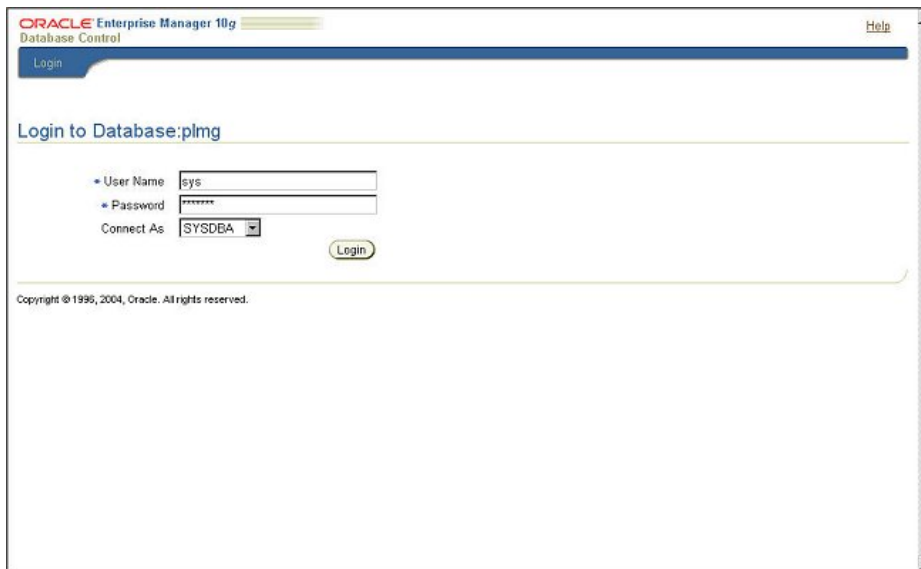 ORACLE Enterprise Manager 10g
Database Control
Help
Login
Login to Database:plmg
* User Name sys
* Password *******
Connect As SYSDBA
Login
Copyright © 1996, 2004, Oracle. All rights reserved.